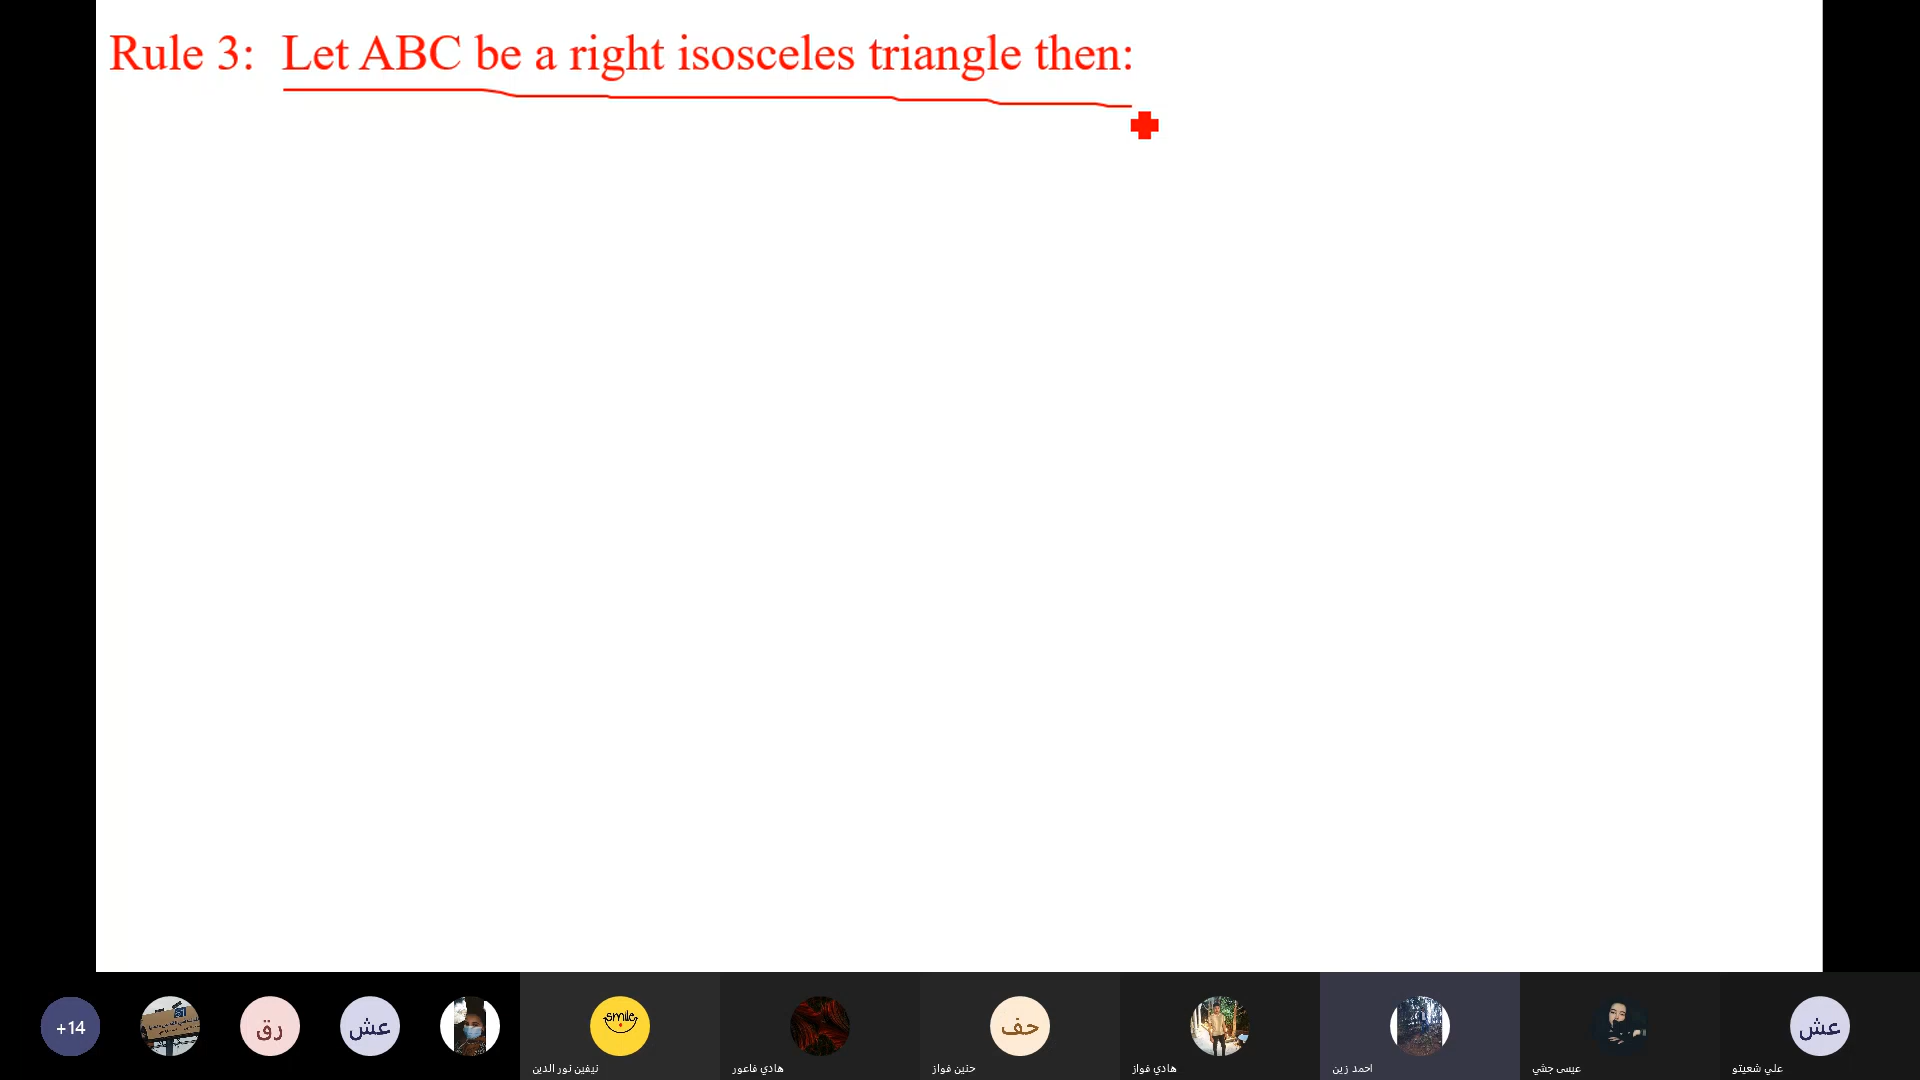 Rule 3: Let ABC be a right isosceles triangle then:
+14
رق
عش
smile
حف
عش
نيفين نور الدين
هادي فاعور
حنين فواز
هادي فواز
احمد زين
عيسى جشي
علي شعيتو